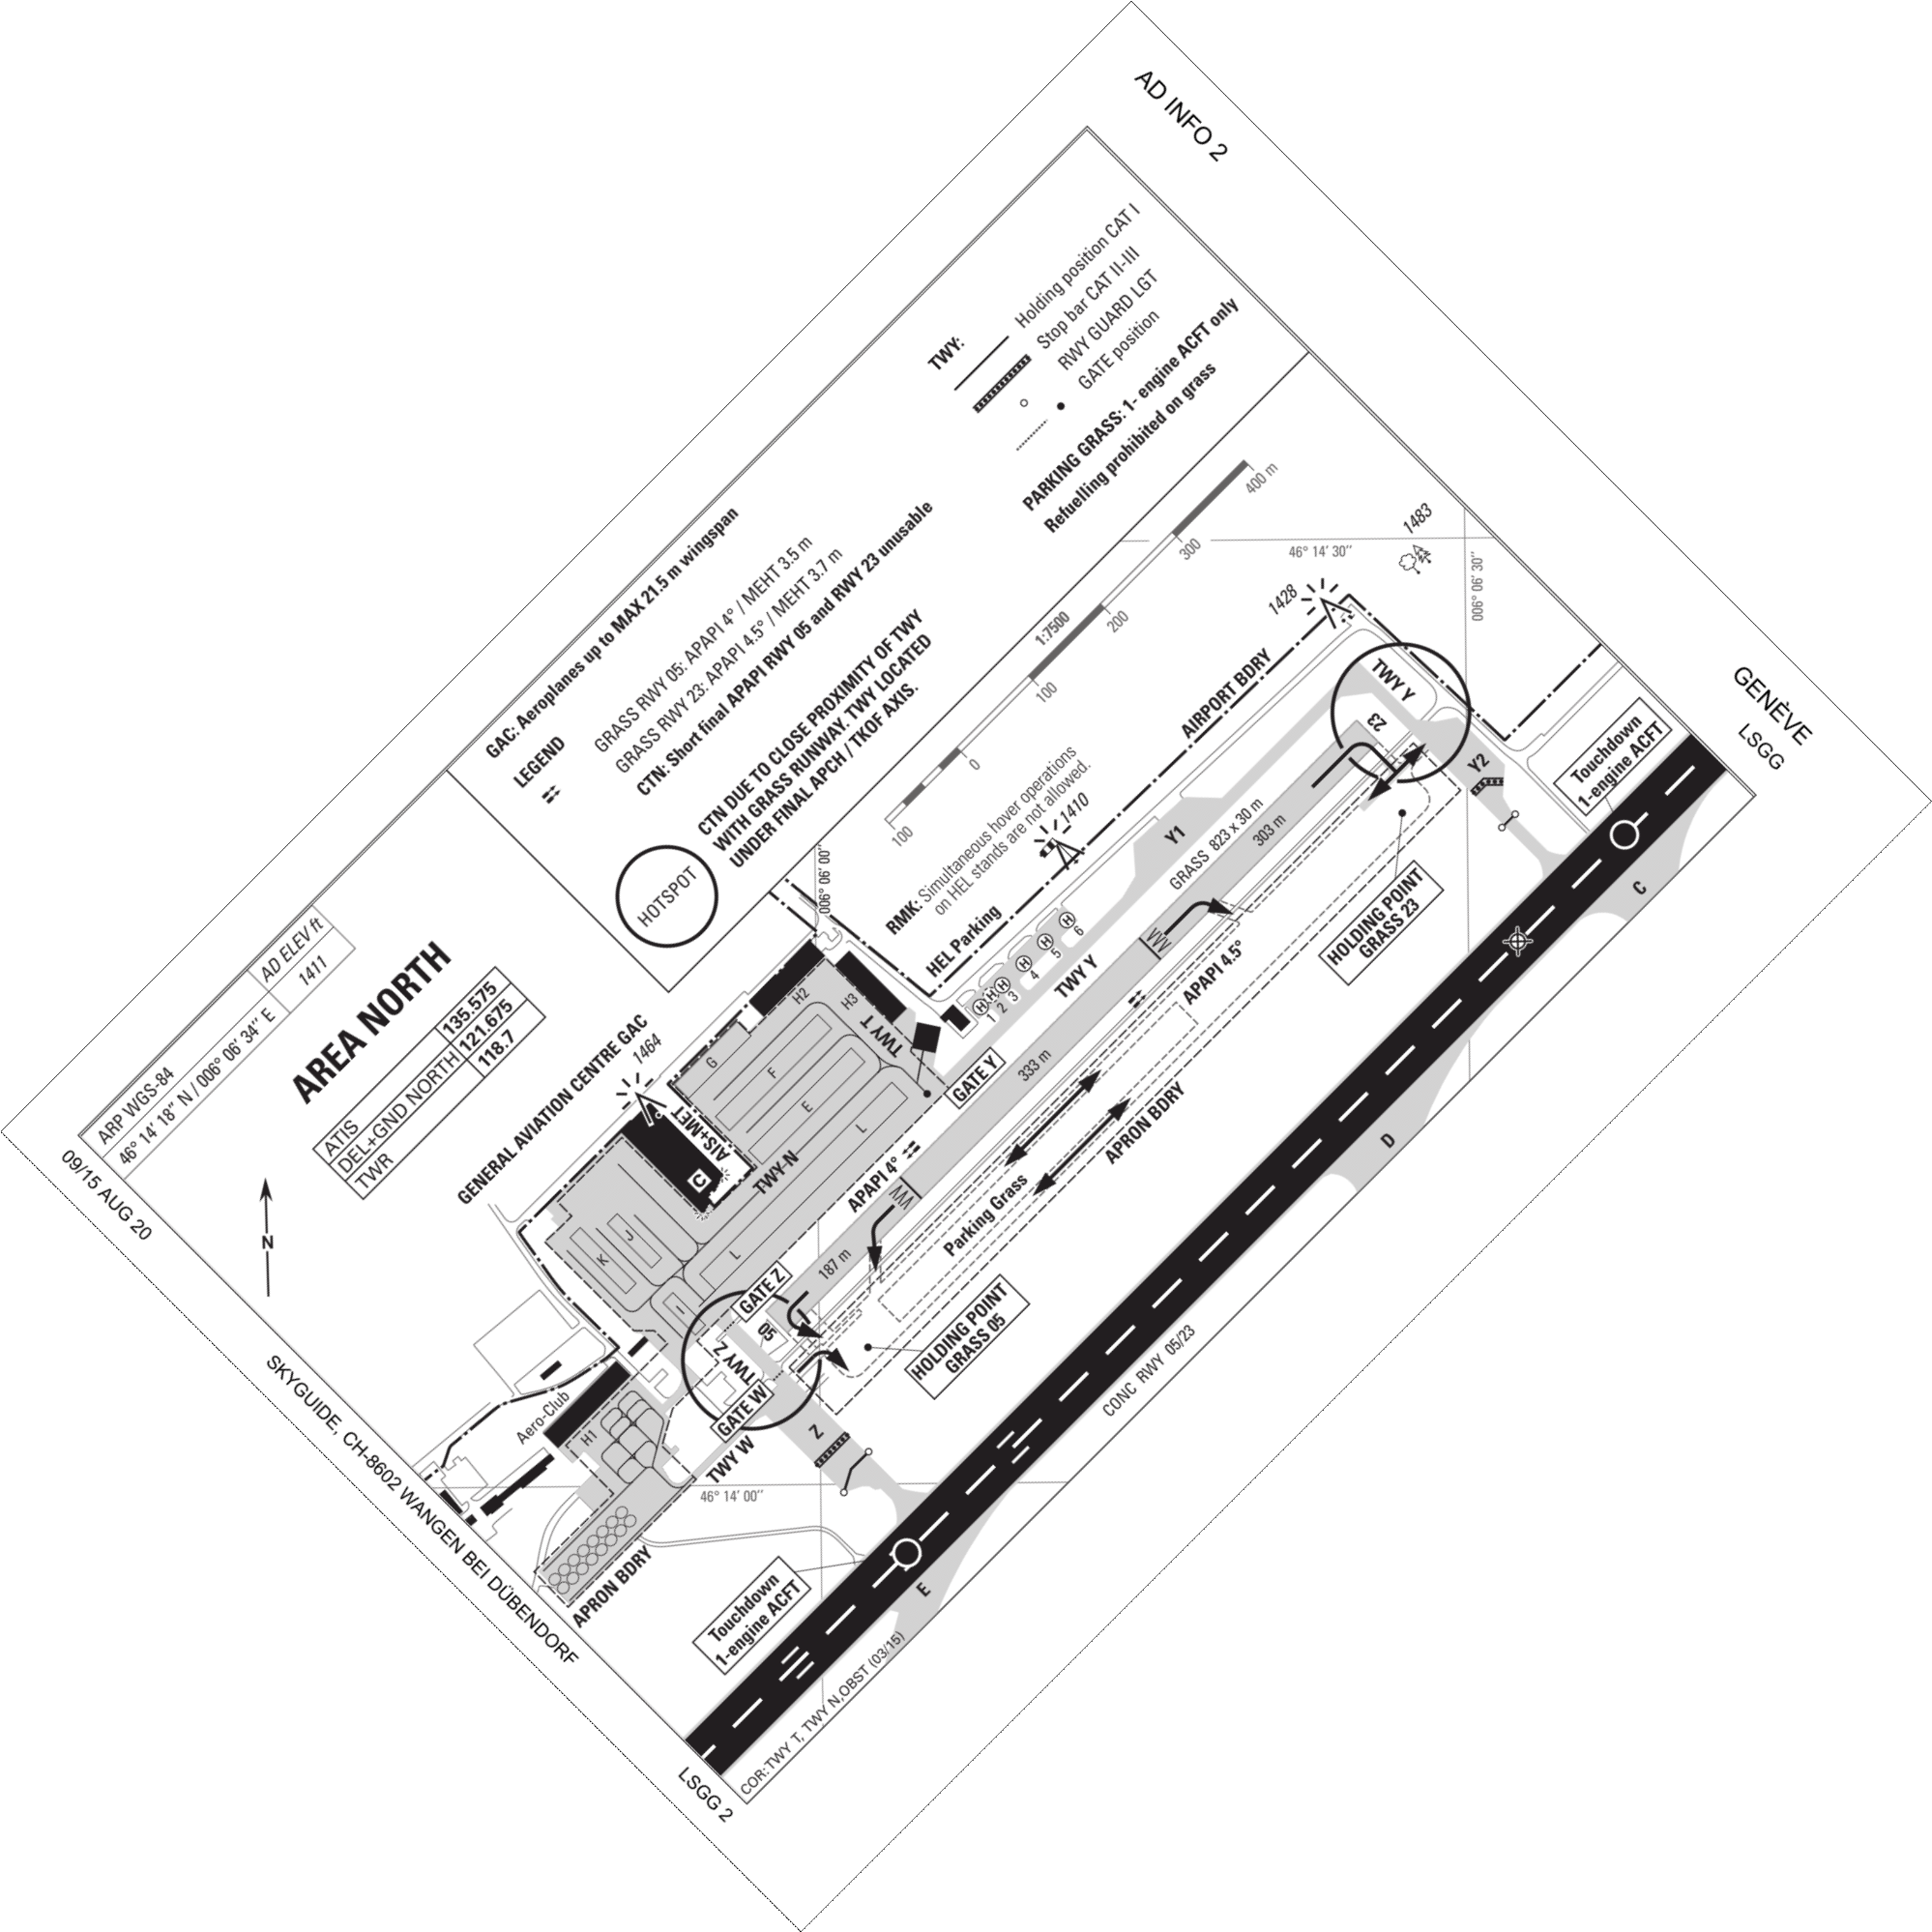 AD INFO 2
GENÈVE
LSGG
09/15 AUG 20
SKYGUIDE, CH-8602 WANGEN BEI DÜBENDORF
LSGG 2
ARP WGS-84
46° 14' 18" N / 006° 06' 34" E
AD ELEV ft
1411
AREA NORTH
ATIS 135.575
DEL+GND NORTH 121.675
TWR 118.7
N
GAC: Aeroplanes up to MAX 21.5 m wingspan
LEGEND
GRASS RWY 05: APAPI 4° / MEHT 3.5 m
GRASS RWY 23: APAPI 4.5° / MEHT 3.7 m
CTN: Short final APAPI RWY 05 and RWY 23 unusable
HOTSPOT
CTN DUE TO CLOSE PROXIMITY OF TWY
WITH GRASS RUNWAY. TWY LOCATED
UNDER FINAL APCH / TKOF AXIS.
TWY:
Holding position CAT I
Stop bar CAT II-III
RWY GUARD LGT
GATE position
PARKING GRASS: 1- engine ACFT only
Refuelling prohibited on grass
1:7500
100
0
100
200
300
400 m
46° 14' 30"
006° 06' 30"
1483
1428
006° 06' 00"
RMK: Simultaneous hover operations
on HEL stands are not allowed.
1410
AIRPORT BDRY
HEL Parking
H
H
H
H
H
H
1
2
3
4
5
6
GENERAL AVIATION CENTRE GAC
1464
AIS+MET
C
G
F
E
L
H2
H3
TWY T
TWY N
K
J
L
I
GATE Y
TWY Y
Y1
TWY Y
23
Y2
GRASS 823 x 30 m
303 m
333 m
187 m
APAPI 4.5°
APAPI 4°
Parking Grass
APRON BDRY
HOLDING POINT
GRASS 23
HOLDING POINT
GRASS 05
Touchdown
1-engine ACFT
C
D
E
CONC RWY 05/23
GATE Z
05
TWY Z
GATE W
Z
TWY W
Aero-Club
H1
46° 14' 00"
APRON BDRY
Touchdown
1-engine ACFT
COR: TWY T, TWY N,OBST (03/15)